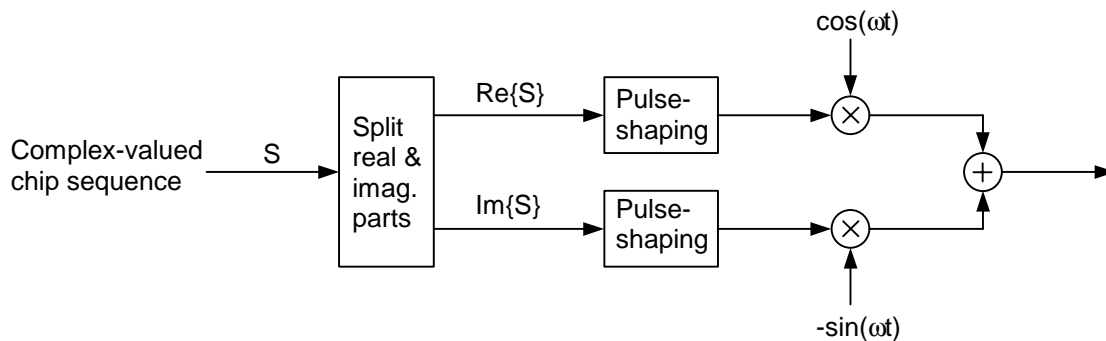 cos(ωt)
Complex-valued
chip sequence
S
Split
real &
imag.
parts
Re{S}
Im{S}
Pulse-
shaping
Pulse-
shaping
-sin(ωt)